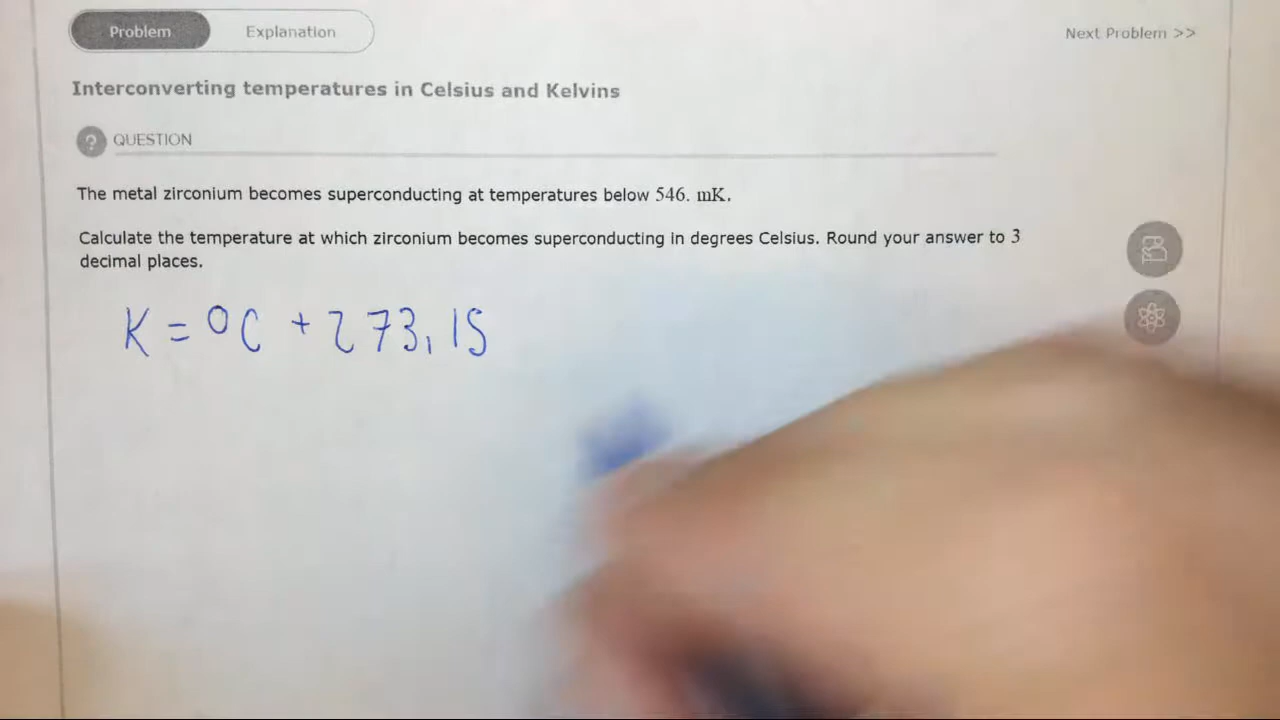 Problem Explanation Next Problem >>
Interconverting temperatures in Celsius and Kelvins
? QUESTION
The metal zirconium becomes superconducting at temperatures below 546. mK.
Calculate the temperature at which zirconium becomes superconducting in degrees Celsius. Round your answer to 3
decimal places.
K = °C + 273.15